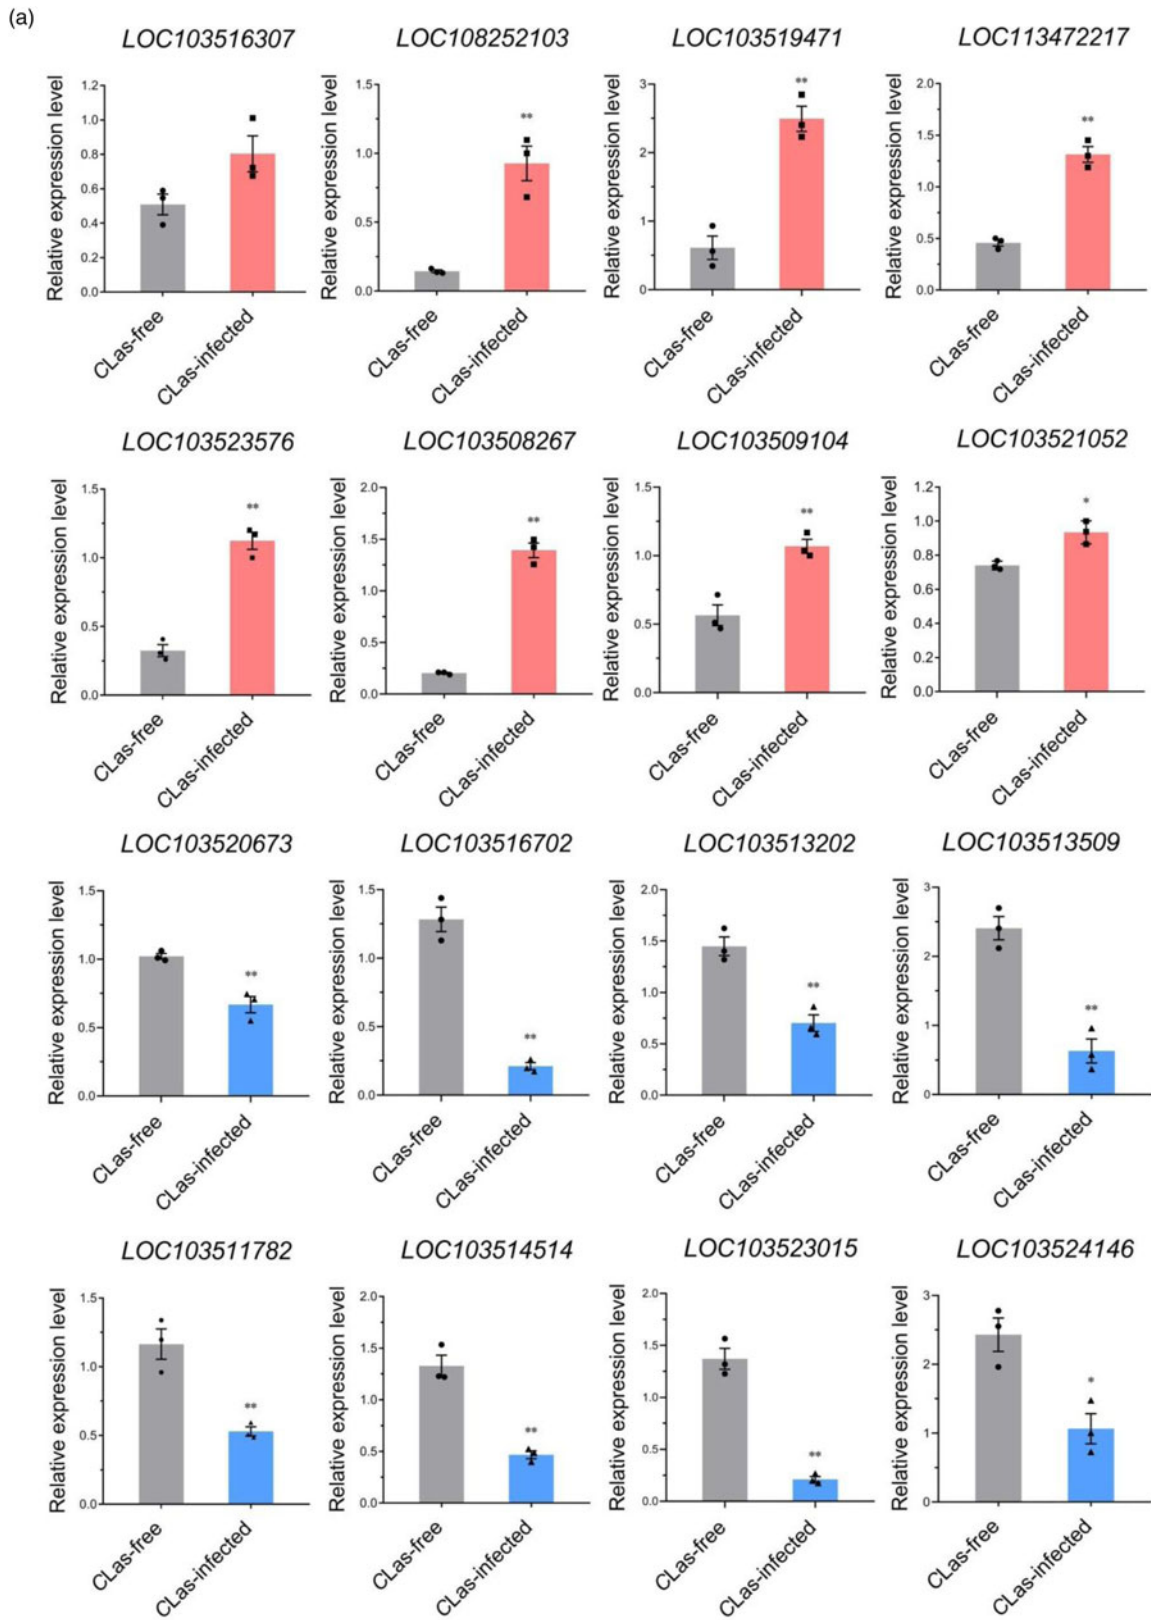 (a)
LOC103516307 LOC108252103 LOC103519471 LOC113472217
Relative expression level
1.2
1.0
0.8
0.6
0.4
0.2
0.0
CLas-free
CLas-infected
Relative expression level
1.5
1.0
0.5
0.0
**
CLas-free
CLas-infected
Relative expression level
3
2
1
0
**
CLas-free
CLas-infected
Relative expression level
2.0
1.5
1.0
0.5
0.0
**
CLas-free
CLas-infected
LOC103523576 LOC103508267 LOC103509104 LOC103521052
Relative expression level
1.5
1.0
0.5
0.0
**
CLas-free
CLas-infected
Relative expression level
2.0
1.5
1.0
0.5
0.0
**
CLas-free
CLas-infected
Relative expression level
1.5
1.0
0.5
0.0
**
CLas-free
CLas-infected
Relative expression level
1.2
1.0
0.8
0.6
0.4
0.2
0.0
*
CLas-free
CLas-infected
LOC103520673 LOC103516702 LOC103513202 LOC103513509
Relative expression level
1.5
1.0
0.5
0.0
**
CLas-free
CLas-infected
Relative expression level
1.5
1.0
0.5
0.0
**
CLas-free
CLas-infected
Relative expression level
2.0
1.5
1.0
0.5
0.0
**
CLas-free
CLas-infected
Relative expression level
3
2
1
0
**
CLas-free
CLas-infected
LOC103511782 LOC103514514 LOC103523015 LOC103524146
Relative expression level
1.5
1.0
0.5
0.0
**
CLas-free
CLas-infected
Relative expression level
2.0
1.5
1.0
0.5
0.0
**
CLas-free
CLas-infected
Relative expression level
2.0
1.5
1.0
0.5
0.0
**
CLas-free
CLas-infected
Relative expression level
3
2
1
0
*
CLas-free
CLas-infected